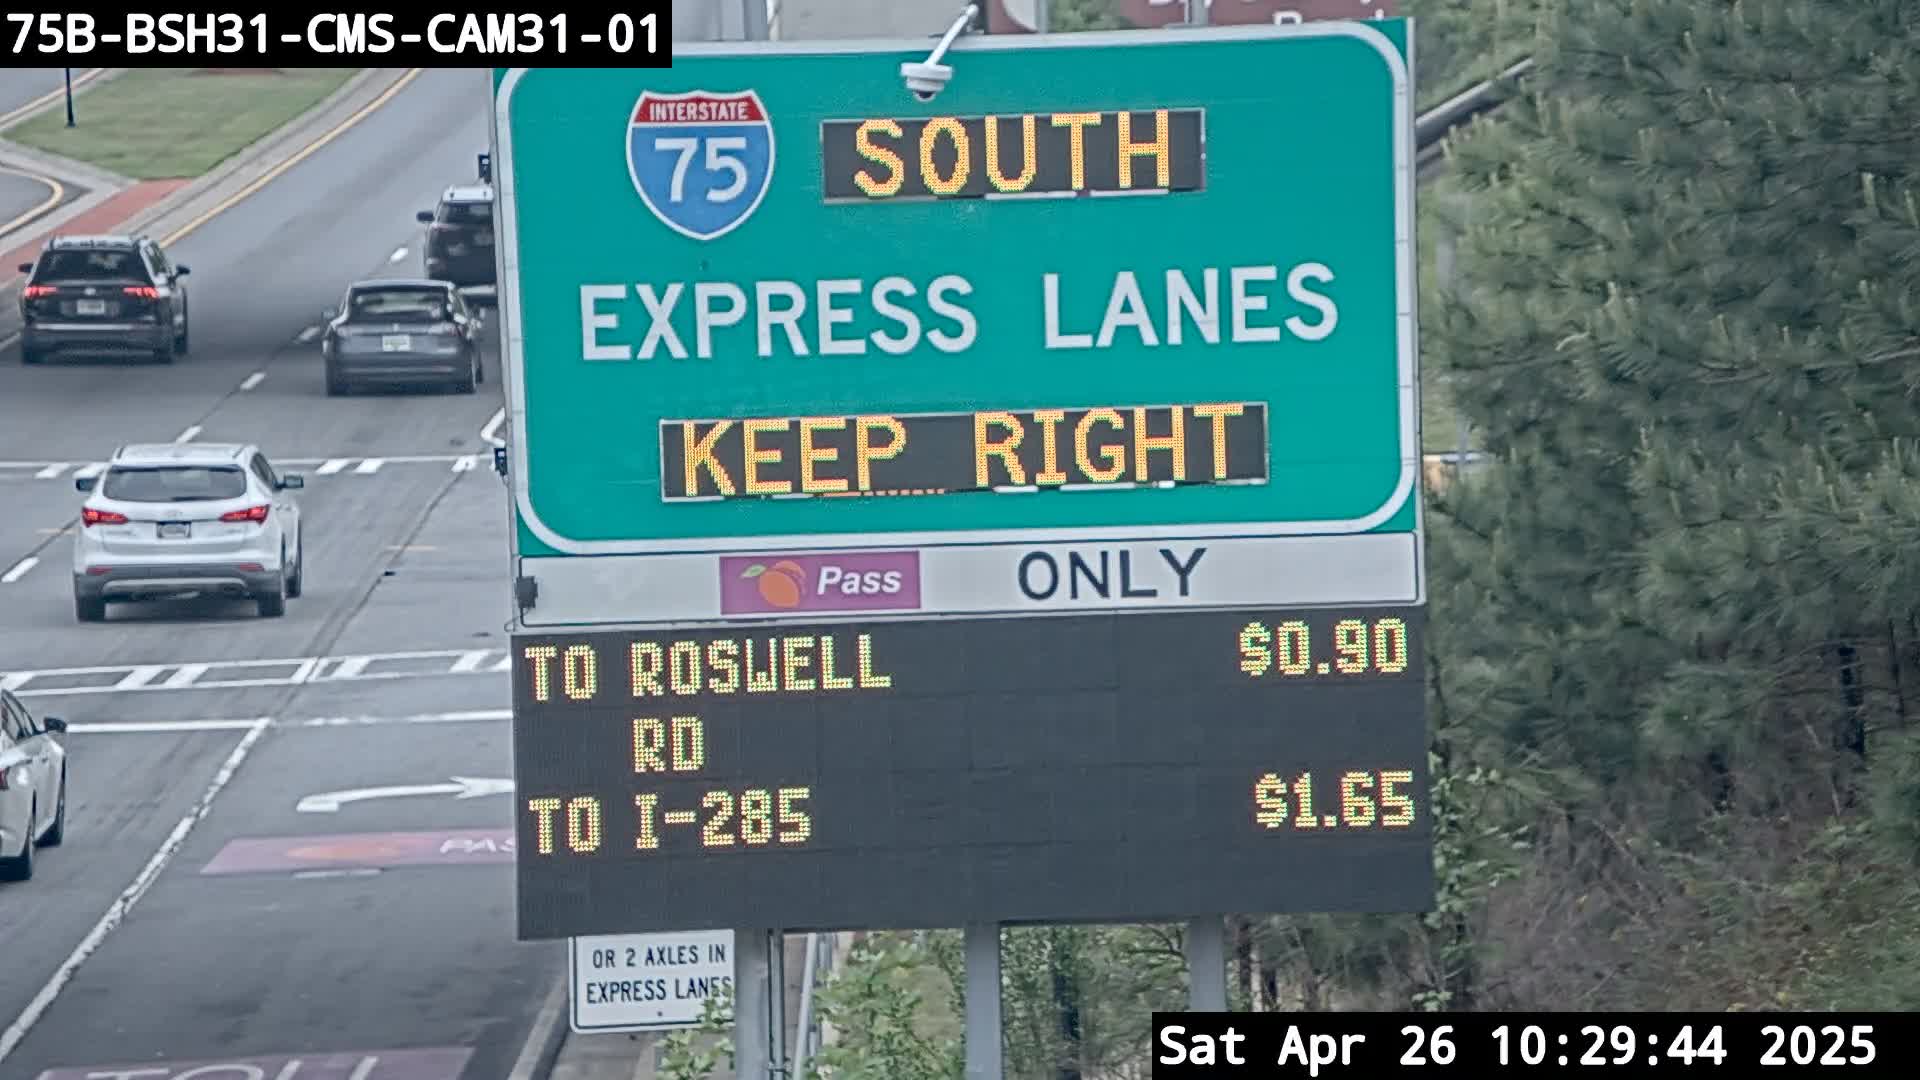 75B-BSH31-CMS-CAM31-01
INTERSTATE
75
SOUTH
EXPRESS LANES
KEEP RIGHT
Pass ONLY
TO ROSWELL $0.90
RD
TO I-285 $1.65
OR 2 AXLES IN
EXPRESS LANES
TOLL
Sat Apr 26 10:29:44 2025